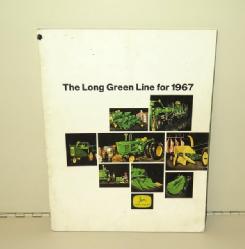 The Long Green Line for 1967